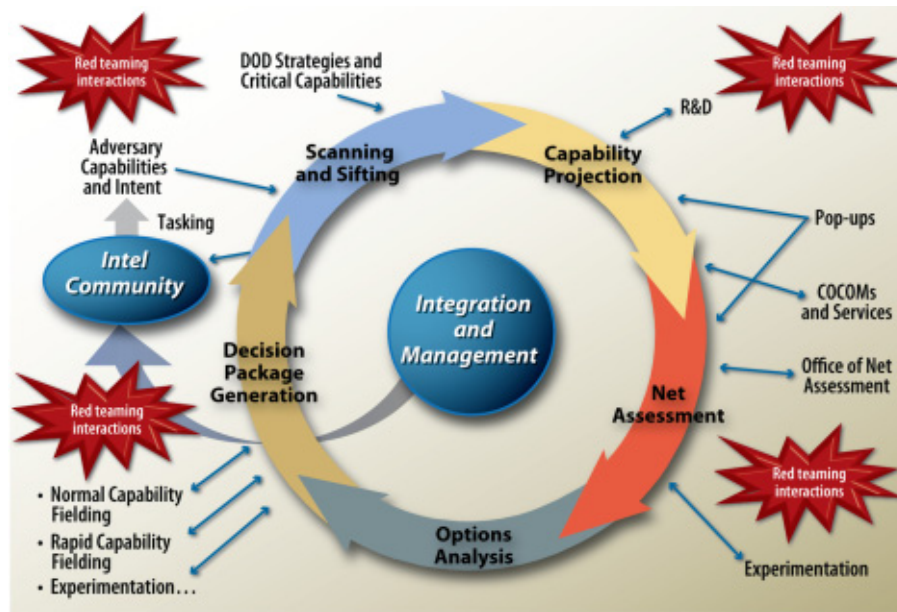 Red teaming
interactions
DOD Strategies and
Critical Capabilities
Red teaming
interactions
R&D
Adversary
Capabilities
and Intent
Scanning
and Sifting
Capability
Projection
Tasking
Pop-ups
Intel
Community
Integration
and
Management
COCOMs
and Services
Decision
Package
Generation
Office of Net
Assessment
Net
Assessment
Red teaming
interactions
Red teaming
interactions
• Normal Capability
Fielding
• Rapid Capability
Fielding
• Experimentation...
Options
Analysis
Experimentation